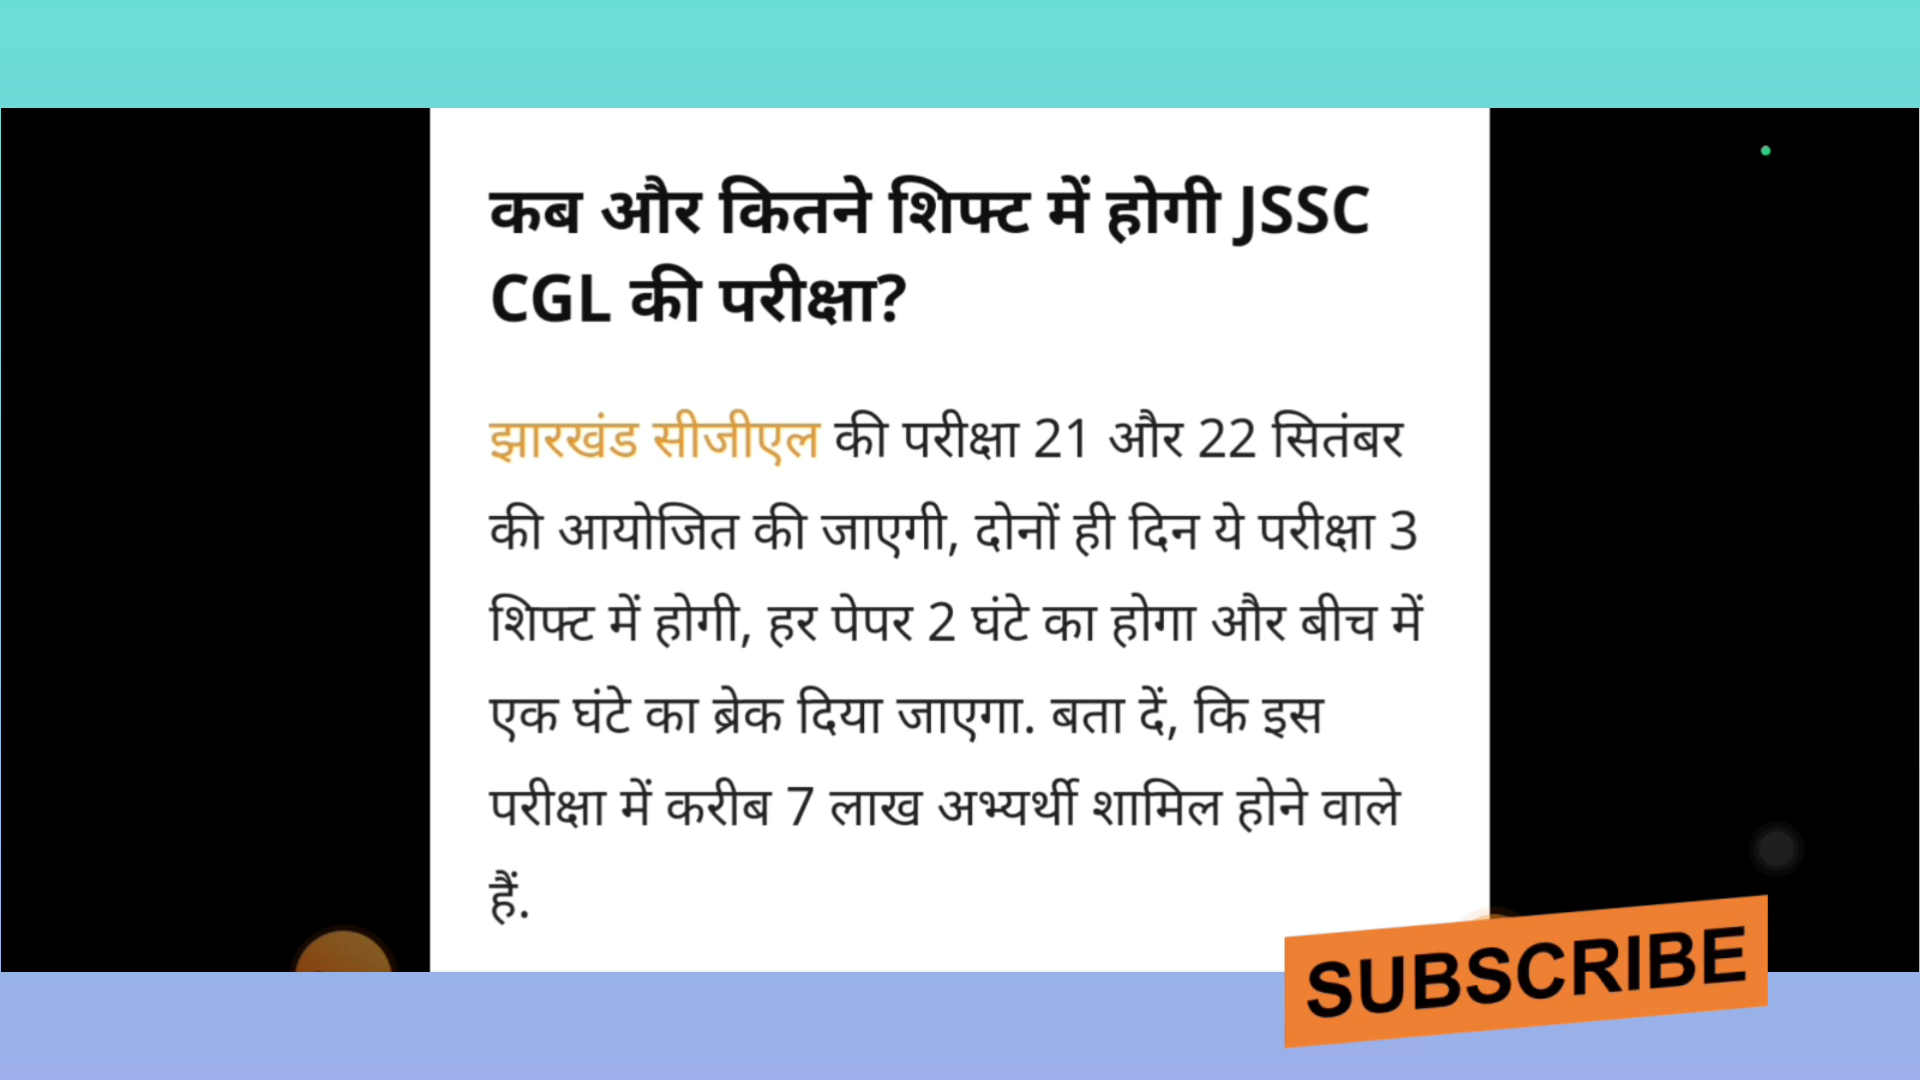 कब और कितने शिफ्ट में होगी JSSC
CGL की परीक्षा?
झारखंड सीजीएल की परीक्षा 21 और 22 सितंबर
की आयोजित की जाएगी, दोनों ही दिन ये परीक्षा 3
शिफ्ट में होगी, हर पेपर 2 घंटे का होगा और बीच में
एक घंटे का ब्रेक दिया जाएगा. बता दें, कि इस
परीक्षा में करीब 7 लाख अभ्यर्थी शामिल होने वाले
हैं.
SUBSCRIBE